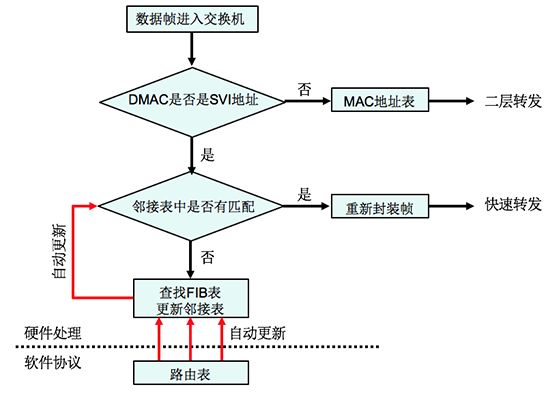 数据帧进入交换机
DMAC是否是SVI地址
否
MAC地址表
二层转发
是
邻接表中是否有匹配
是
重新封装帧
快速转发
自动更新
否
查找FIB表
更新邻接表
自动更新
硬件处理
软件协议
路由表